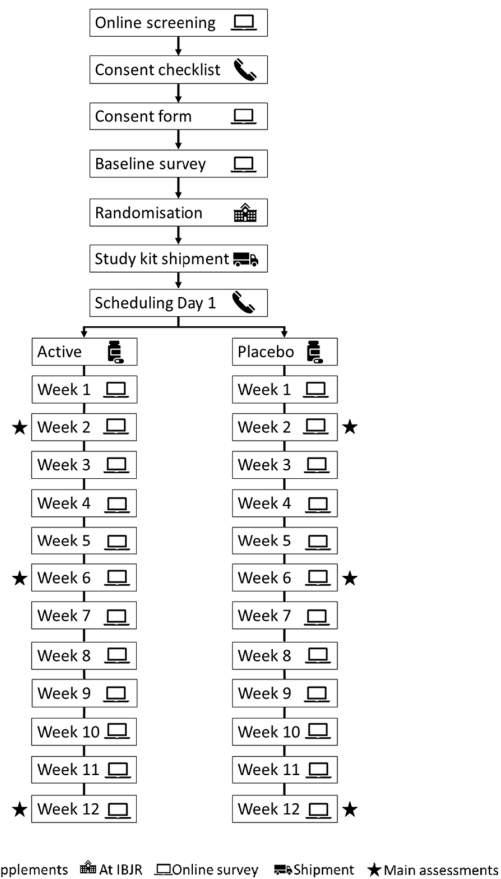 Online screening
Consent checklist
Consent form
Baseline survey
Randomisation
Study kit shipment
Scheduling Day 1
Active Placebo
Week 1 Week 1
Week 2 Week 2
Week 3 Week 3
Week 4 Week 4
Week 5 Week 5
Week 6 Week 6
Week 7 Week 7
Week 8 Week 8
Week 9 Week 9
Week 10 Week 10
Week 11 Week 11
Week 12 Week 12
pplements At IBJR Online survey Shipment Main assessments